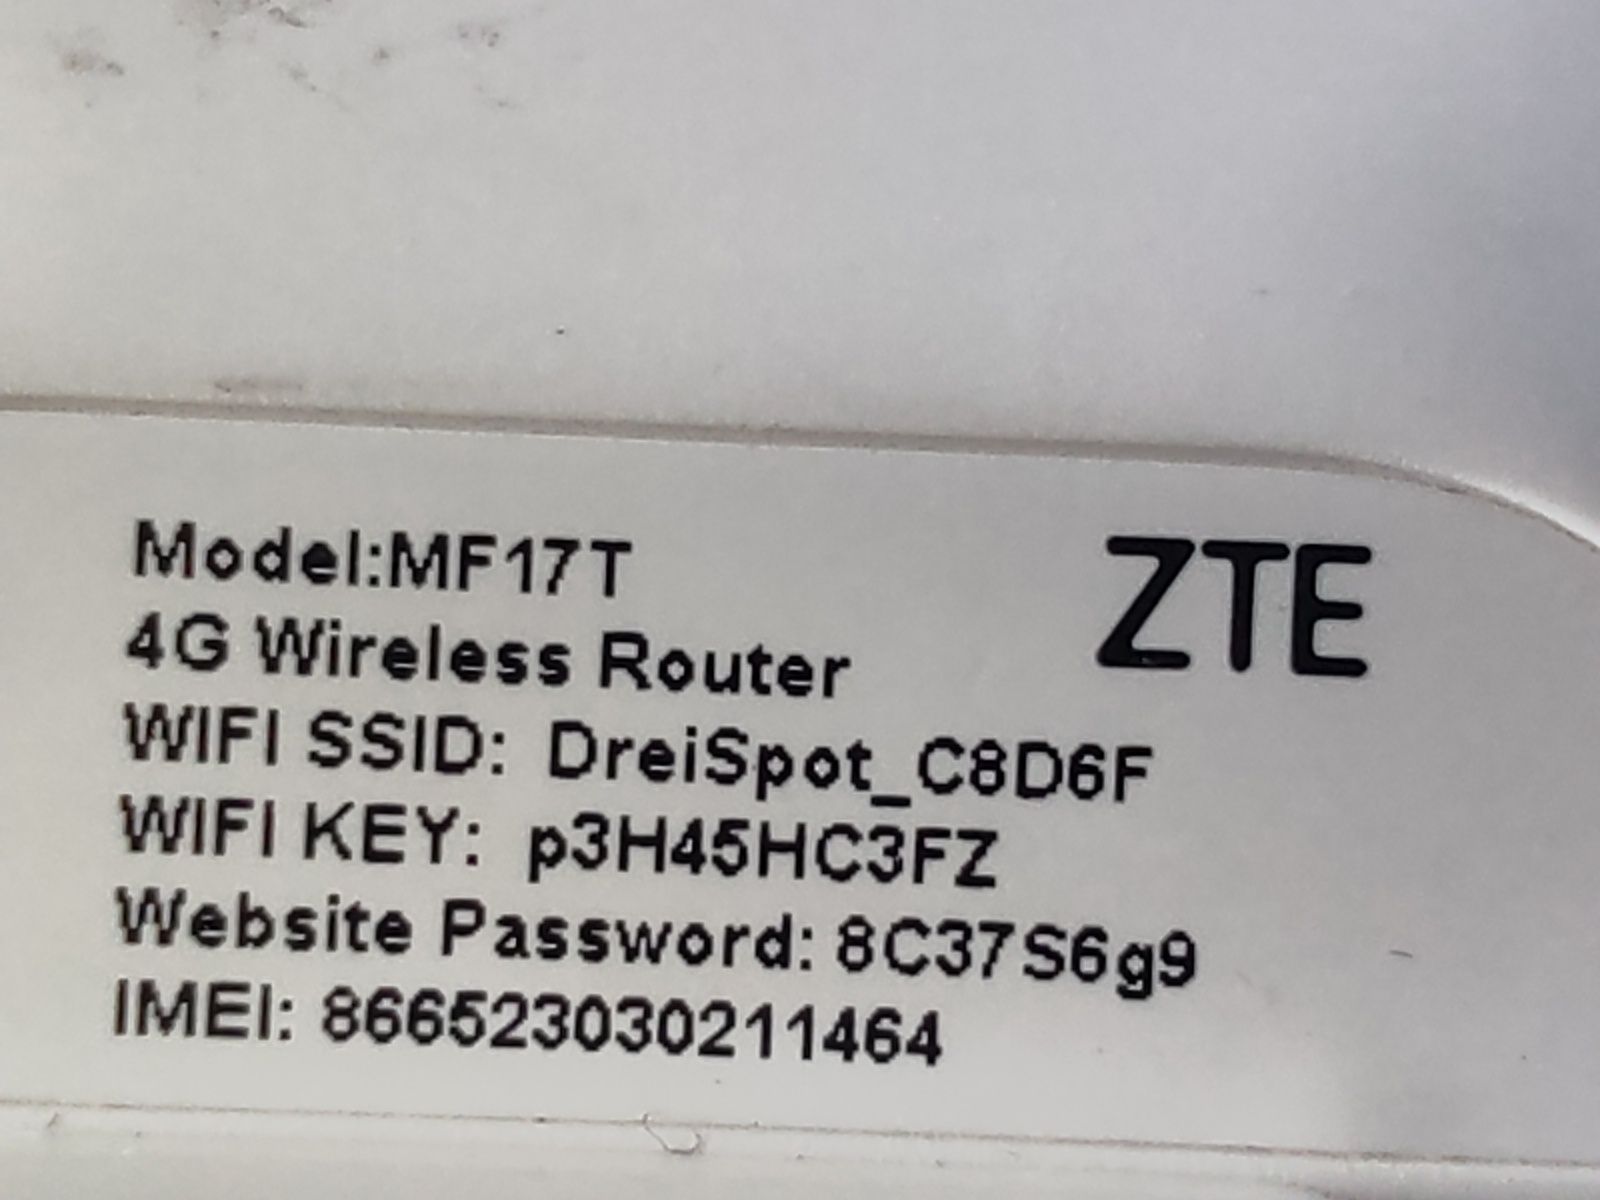 Model:MF17T
ZTE
4G Wireless Router
WIFI SSID: DreiSpot_C8D6F
WIFI KEY: p3H45HC3FZ
Website Password: 8C37S6g9
IMEI: 866523030211464